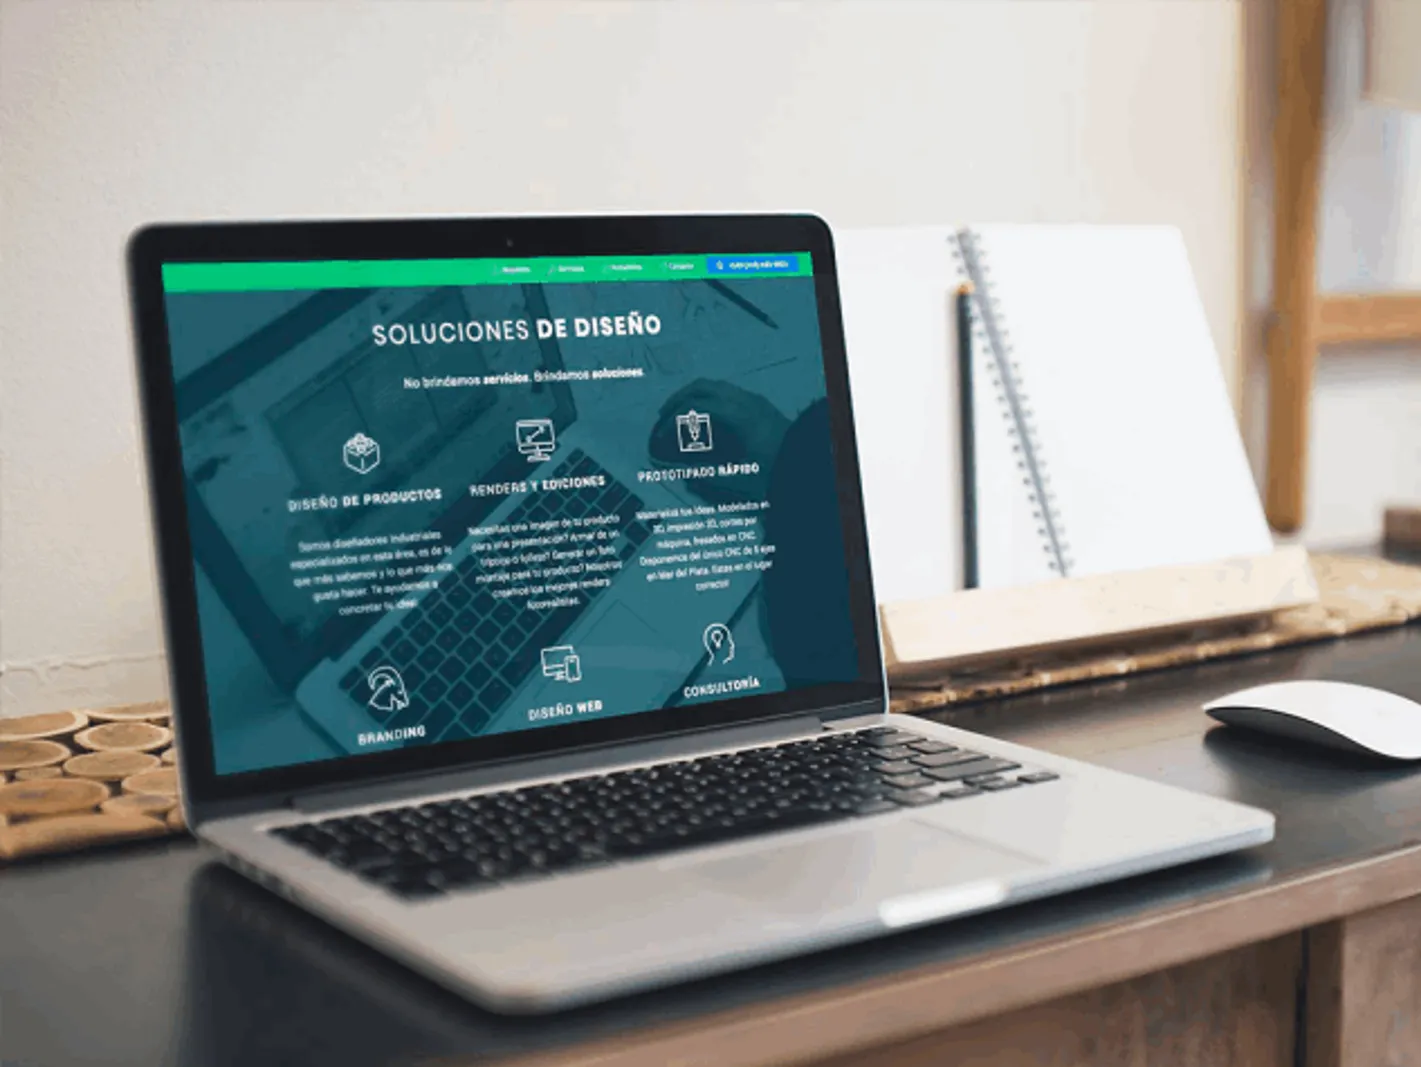 Nosotros
Servicios
Portafolio
Contacto
SOLUCIONES DE DISEÑO
No brindamos servicios. Brindamos soluciones.
DISEÑO DE PRODUCTOS
Somos diseñadores industriales
especializados en esta área, es de lo
que más sabemos y lo que más nos
gusta hacer. Te ayudamos a
concretar tu idea!
RENDERS Y EDICIONES
Necesitas una imagen de tu producto
para una presentación? Armar de un
tríptico o folleto? Generar un foto
montaje para tu producto? Nosotros
creamos los mejores renders
fotorrealistas.
PROTOTIPADO RÁPIDO
Materializá tus ideas. Modelados en
3D, impresión 3D, cortes por
máquina, fresados en CNC.
Disponemos del único CNC de 5 ejes
en Mar del Plata. Estas en el lugar
correcto!
BRANDING
DISEÑO WEB
CONSULTORÍA